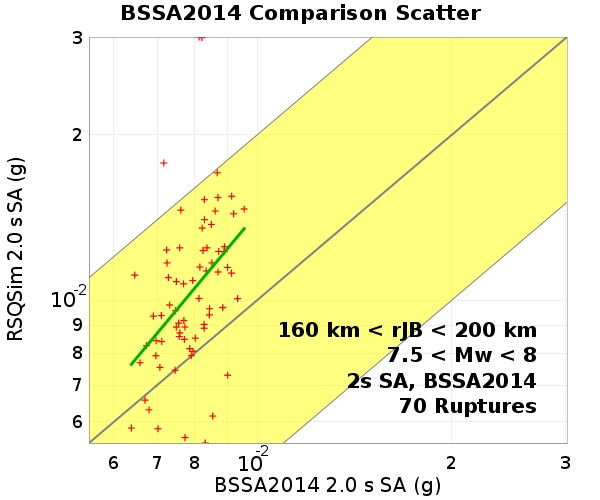 BSSA2014 Comparison Scatter
RSQSim 2.0 s SA (g)
3
2
10-2
9
8
7
6
160 km < rJB < 200 km
7.5 < Mw < 8
2s SA, BSSA2014
70 Ruptures
6 7 8 10-2 2 3
BSSA2014 2.0 s SA (g)